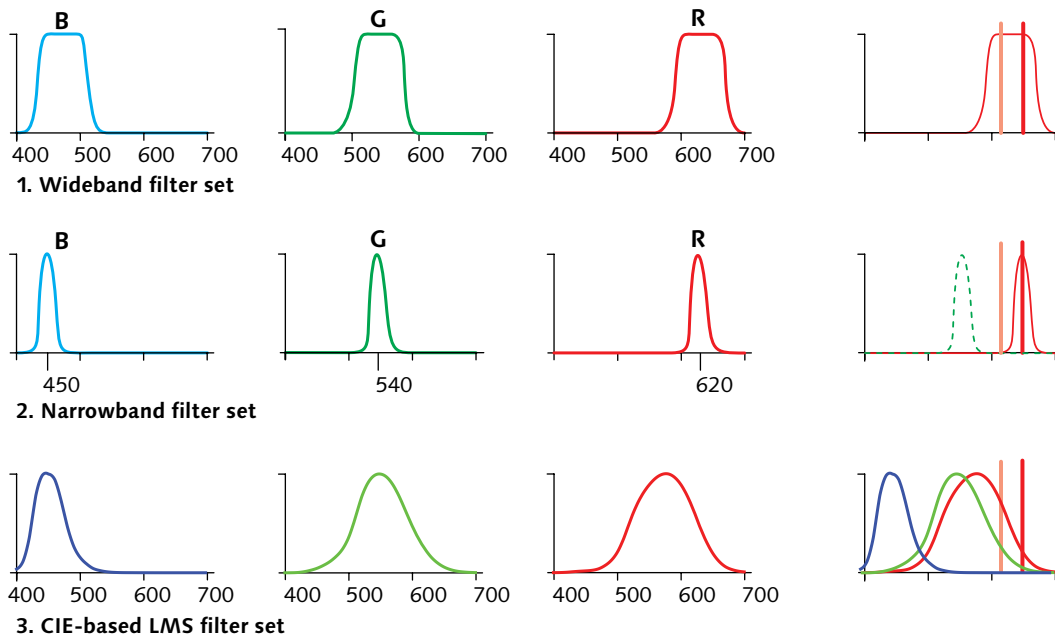 B G R
400 500 600 700 400 500 600 700 400 500 600 700
1. Wideband filter set
B G R
450 540 620
2. Narrowband filter set
400 500 600 700 400 500 600 700 400 500 600 700
3. CIE-based LMS filter set